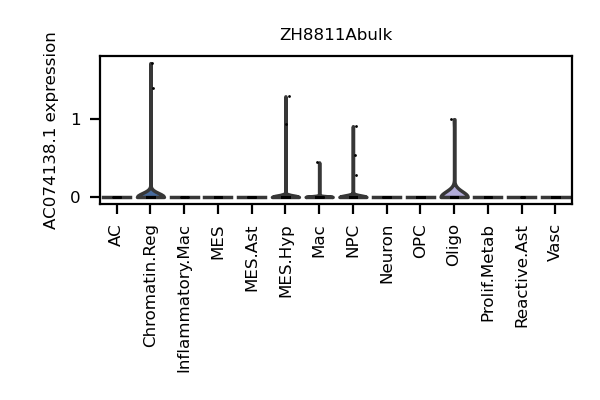 ZH8811Abulk
AC074138.1 expression
1
0
AC
Chromatin.Reg
Inflammatory.Mac
MES
MES.Ast
MES.Hyp
Mac
NPC
Neuron
OPC
Oligo
Prolif.Metab
Reactive.Ast
Vasc